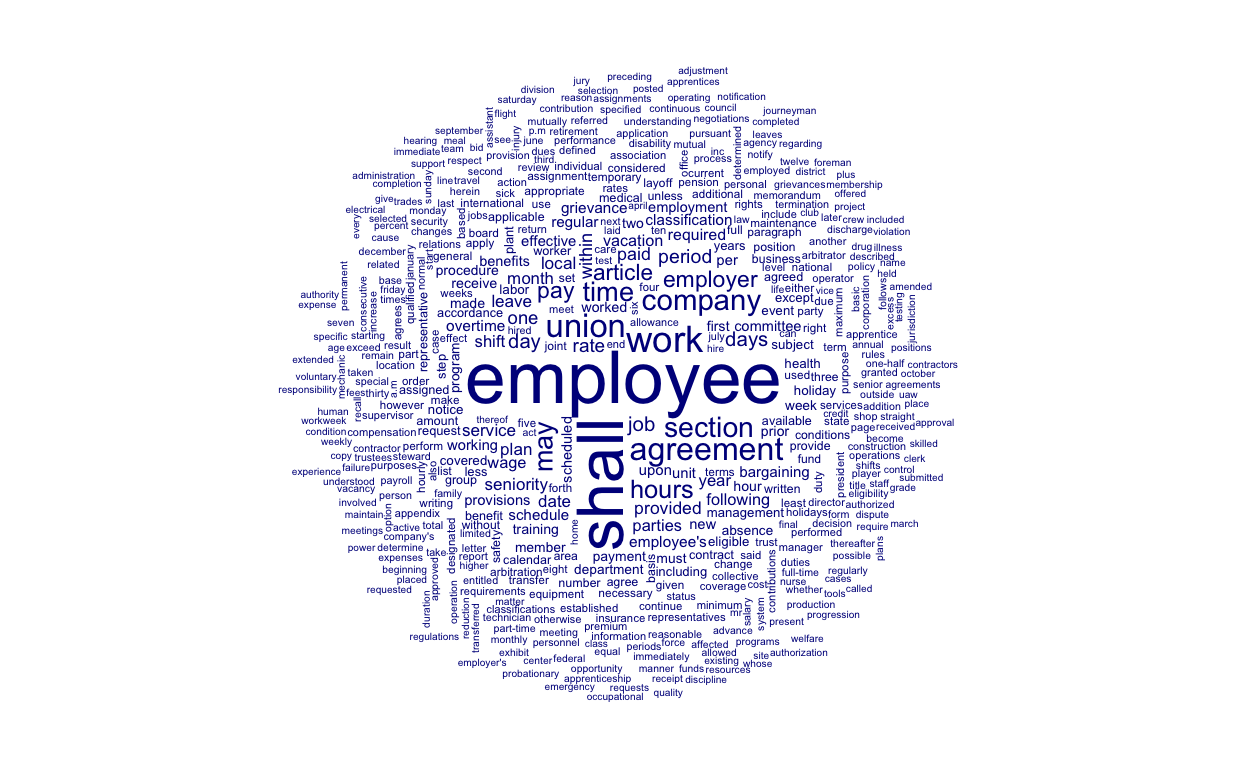 adjustment
jury preceding apprentices
division selection posted
saturday reason assignments operating notification
assistant flight contribution specified continuous council journeyman
mutually referred understanding negotiations completed
september injury p.m retirement application pursuant determined leaves
hearing meal see june performance disability mutual inc agency regarding
immediate team bid dues defined association office process notify twelve foreman
support respect provision third review individual considered ocurrent employed district plus
administration sunday second assignment temporary layoff pension personal grievances membership
completion line travel action rates medical unless additional memorandum offered
give trades herein sick appropriate rights termination project
last international use grievance april employment include club later crew included
electrical selected monday based jobs applicable regular next two classification law maintenance discharge violation
every percent security board plant return within laid ten required full paragraph another
cause changes relations apply effective vacation years position drug illness
december january start general benefits worker local care paid period per business arbitrator described
related normal procedure test article level national policy name
permanent base qualified receive month set employer agreed operator held
friday labor pay time four life either vice basic follows amended
authority consecutive times weeks made leave meet worked six company except due maximum corporation excess testing
expense increase representative accordance one union allowance event party jurisdiction
seven agrees overtime hired work first committee right apprentice
specific starting case effect shift day joint rate end july days can subject term annual positions
age exceed result step hire rules
extended remain part program employee health purpose one-half contractors
mechanic taken location used three granted october
voluntary special order assigned holiday senior agreements
responsibility fees thirty a.m make outside uaw
recall however notice week services addition place
human supervisor amount thereof five shall job section available credit state shop straight
workweek request service act may scheduled prior conditions page received approval
condition compensation agreement become
weekly contractor perform working plan provide construction skilled
copy trustees steward hourly covered wage upon unit terms bargaining fund operations clerk
experience failure purposes also list less shifts
understood payroll group seniority forth hours year hour written duty president player control
vacancy person family title staff submitted
involved option writing provisions date provided following least director eligibility grade
maintain appendix benefit schedule management holidays form authorized
meetings active total without training home parties new absence final decision dispute
company's limited safety performed require march
power determine take designated letter member employee's eligible trust manager thereafter
expenses report calendar area payment basis must contract said possible plans
beginning approved higher arbitration eight department including change duties regularly
placed entitled transfer number agree given collective full-time cases
requested duration operation requirements equipment necessary coverage cost contributions nurse whether tools called
reduction matter status
classifications established continue minimum salary system production
transferred technician otherwise insurance representatives mr present progression
regulations part-time premium
monthly meeting information reasonable advance welfare
personnel class periods force affected programs
exhibit equal immediately allowed site authorization
employer's center federal existing whose
probationary opportunity manner funds resources
apprenticeship receipt discipline
emergency requests quality
occupational